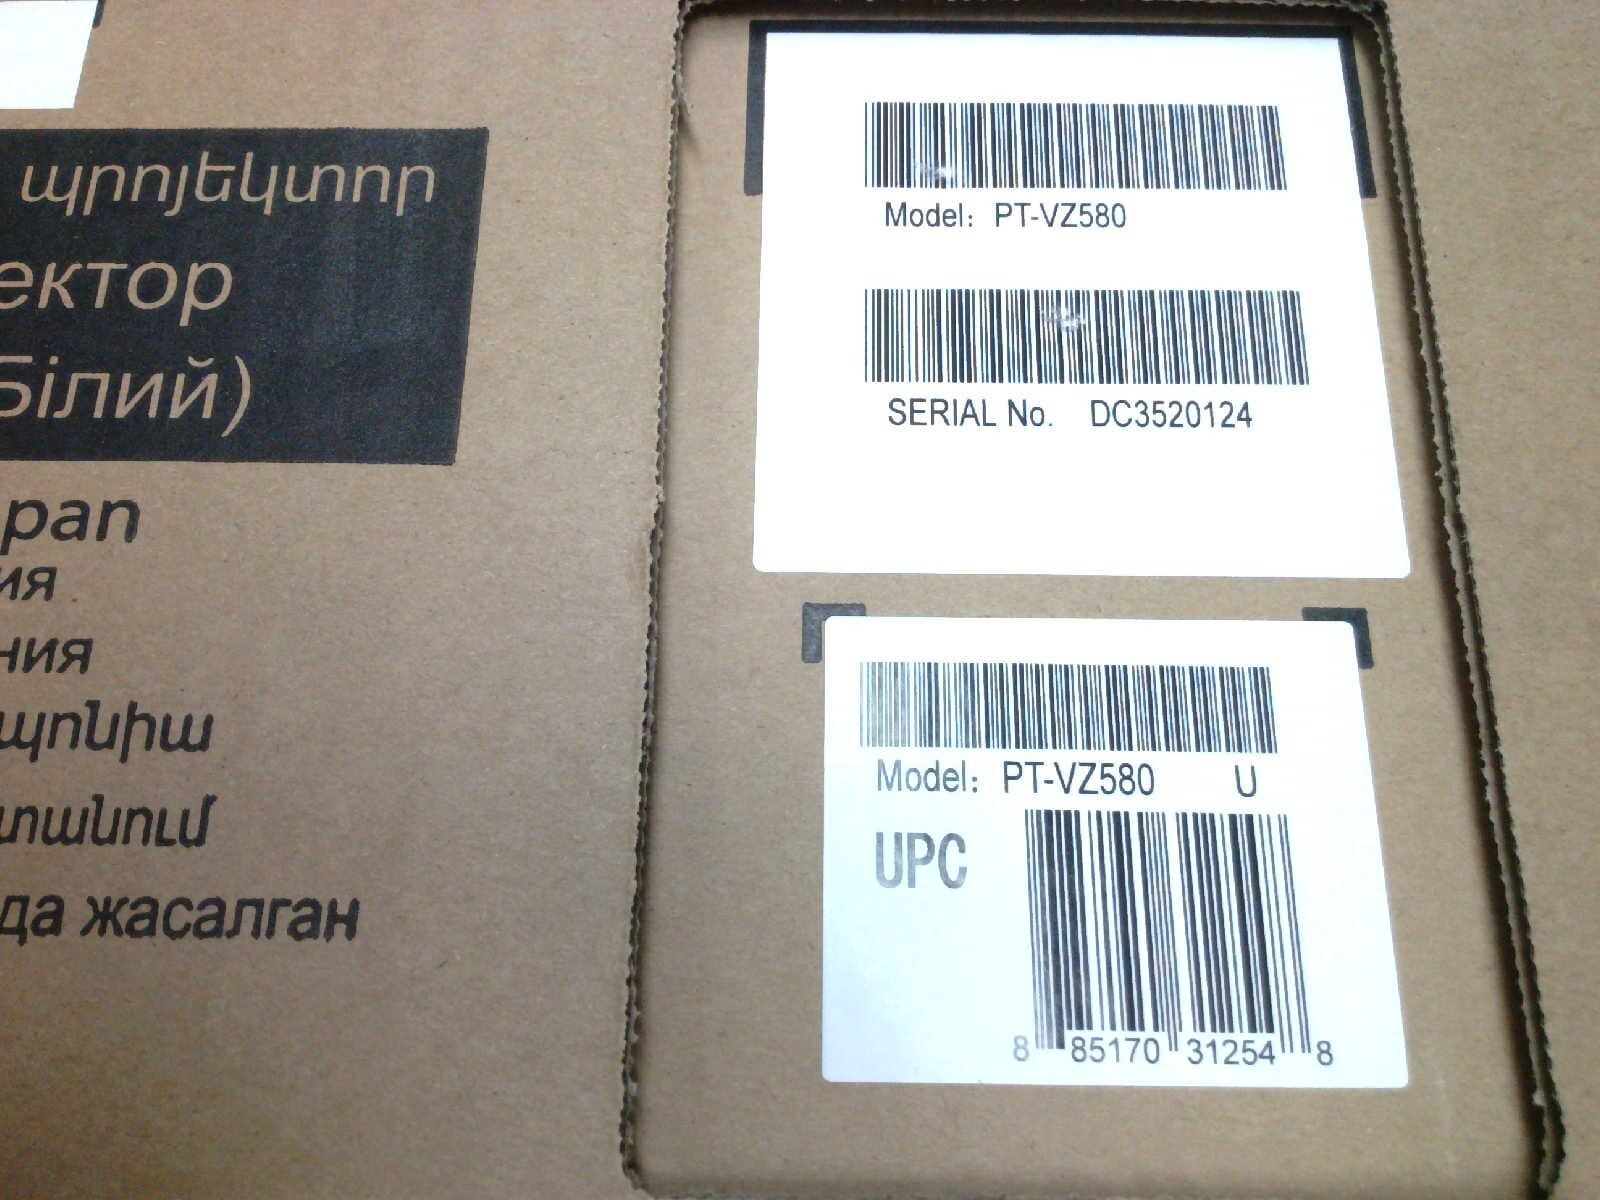 պրոյեկտոր
ектор
Білий)
pan
ия
ния
պոնիա
տանում
да жасалган
Model: PT-VZ580
SERIAL No. DC3520124
Model: PT-VZ580 U
UPC
8 85170 31254 8